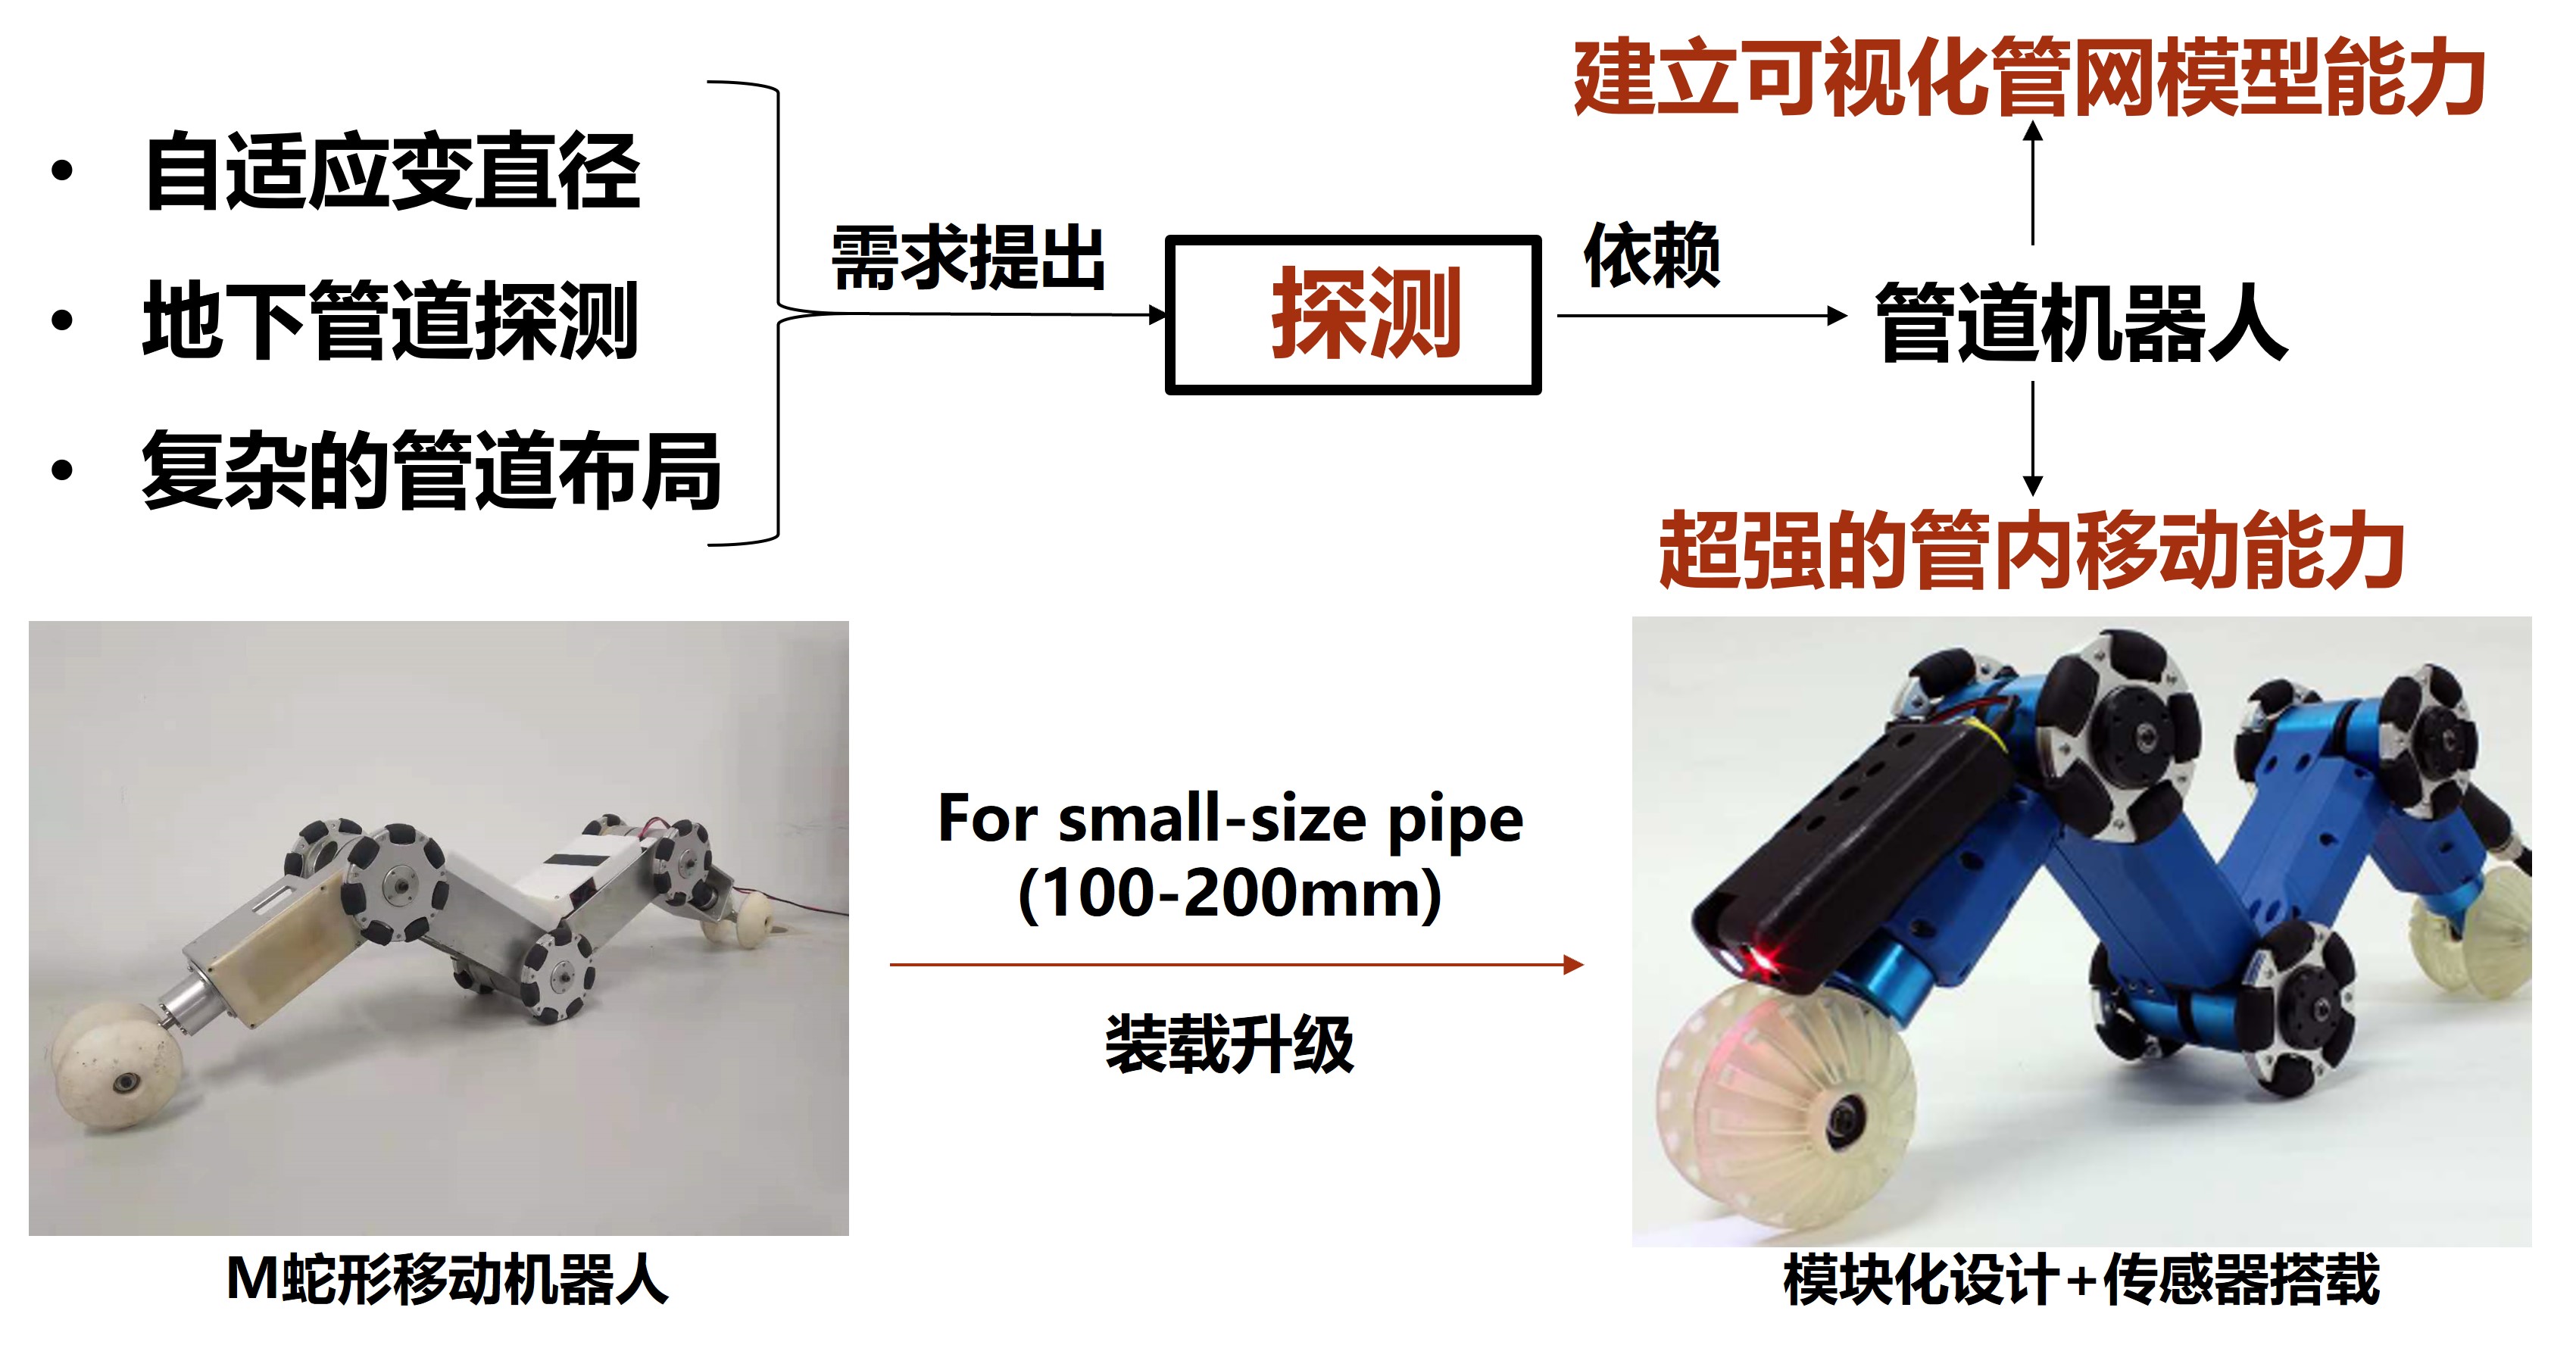 建立可视化管网模型能力
• 自适应变直径
需求提出
探测
依赖
• 地下管道探测
管道机器人
• 复杂的管道布局
超强的管内移动能力
For small-size pipe
(100-200mm)
装载升级
M蛇形移动机器人
模块化设计+传感器搭载